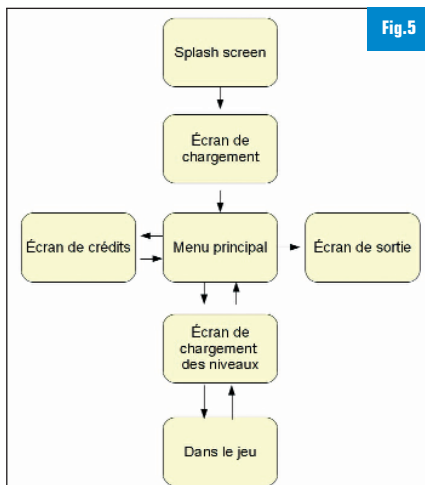 Fig.5
Splash screen
Écran de
chargement
Écran de crédits
Menu principal
Écran de sortie
Écran de
chargement
des niveaux
Dans le jeu